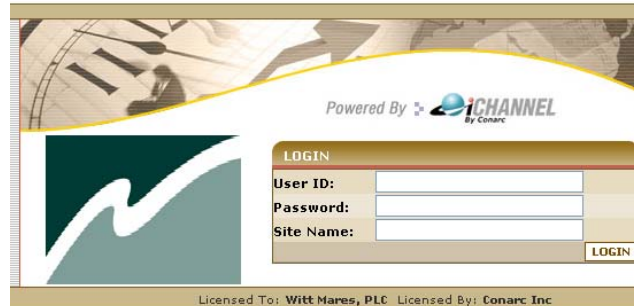 Powered By iCHANNEL
By Conarc
LOGIN
User ID:
Password:
Site Name:
LOGIN
Licensed To: Witt Mares, PLC Licensed By: Conarc Inc